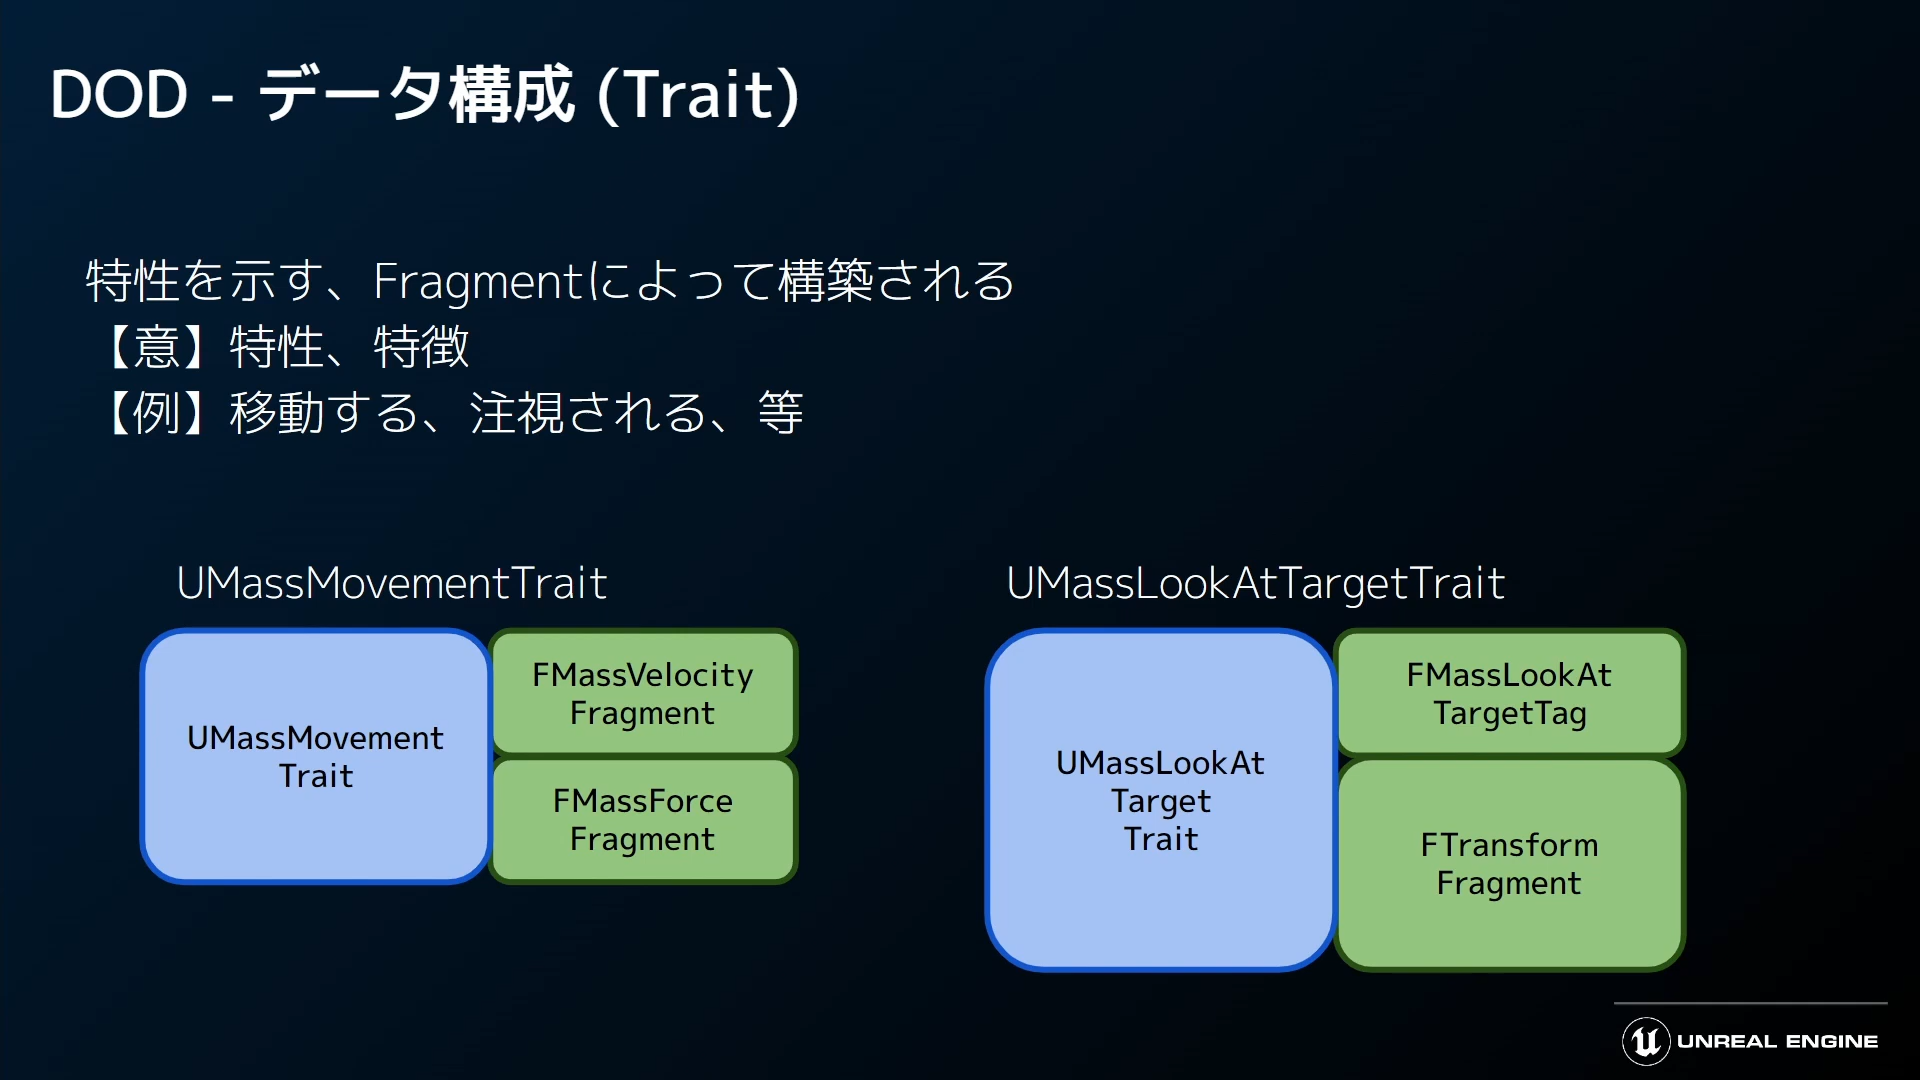 DOD - データ構成 (Trait)
特性を示す、Fragmentによって構築される
【意】特性、特徴
【例】移動する、注視される、等
UMassMovementTrait
UMassMovement
Trait
FMassVelocity
Fragment
FMassForce
Fragment
UMassLookAtTargetTrait
UMassLookAt
Target
Trait
FMassLookAt
TargetTag
FTransform
Fragment
UNREAL ENGINE